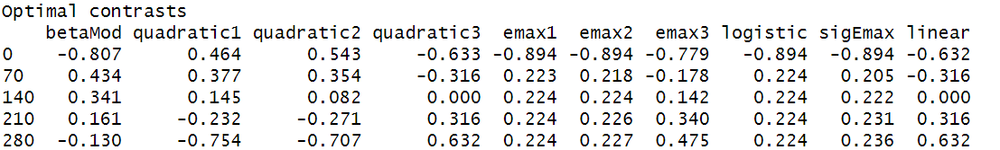 Optimal contrasts
betaMod quadratic1 quadratic2 quadratic3 emax1 emax2 emax3 logistic sigEmax linear
0 -0.807 0.464 0.543 -0.633 -0.894 -0.894 -0.779 -0.894 -0.894 -0.632
70 0.434 0.377 0.354 -0.316 0.223 0.218 -0.178 0.224 0.205 -0.316
140 0.341 0.145 0.082 0.000 0.224 0.224 0.142 0.224 0.222 0.000
210 0.161 -0.232 -0.271 0.316 0.224 0.226 0.340 0.224 0.231 0.316
280 -0.130 -0.754 -0.707 0.632 0.224 0.227 0.475 0.224 0.236 0.632